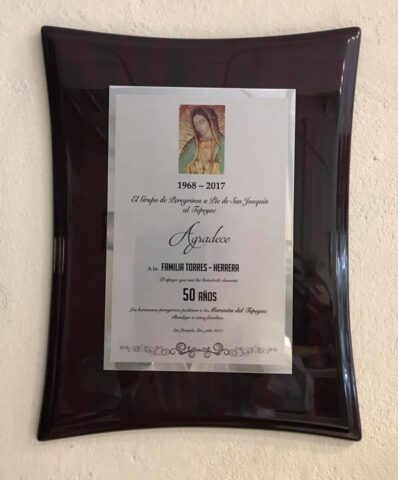 1968 – 2017
El Grupo de Peregrinos a Pie de San Joaquín
al Tepeyac
Agradece
A la: FAMILIA TORRES – HERRERA
El apoyo que nos ha brindado durante
50 AÑOS
Los hermanos peregrinos pedimos a la Morenita del Tepeyac
Bendiga a esta familia
San Joaquín, Qro, julio 2017